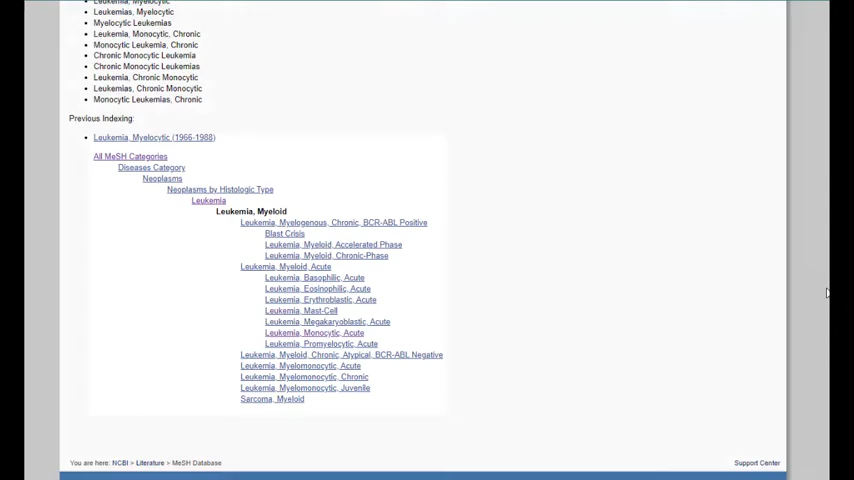 Leukemia, Myelocytic
Leukemias, Myelocytic
Myelocytic Leukemias
Leukemia, Monocytic, Chronic
Monocytic Leukemia, Chronic
Chronic Monocytic Leukemia
Chronic Monocytic Leukemias
Leukemia, Chronic Monocytic
Leukemias, Chronic Monocytic
Monocytic Leukemias, Chronic
Previous Indexing:
Leukemia, Myelocytic (1966-1988)
All MeSH Categories
Diseases Category
Neoplasms
Neoplasms by Histologic Type
Leukemia
Leukemia, Myeloid
Leukemia, Myelogenous, Chronic, BCR-ABL Positive
Blast Crisis
Leukemia, Myeloid, Accelerated Phase
Leukemia, Myeloid, Chronic-Phase
Leukemia, Myeloid, Acute
Leukemia, Basophilic, Acute
Leukemia, Eosinophilic, Acute
Leukemia, Erythroblastic, Acute
Leukemia, Mast-Cell
Leukemia, Megakaryoblastic, Acute
Leukemia, Monocytic, Acute
Leukemia, Promyelocytic, Acute
Leukemia, Myeloid, Chronic, Atypical, BCR-ABL Negative
Leukemia, Myelomonocytic, Acute
Leukemia, Myelomonocytic, Chronic
Leukemia, Myelomonocytic, Juvenile
Sarcoma, Myeloid
You are here: NCBI > Literature > MeSH Database
Support Center